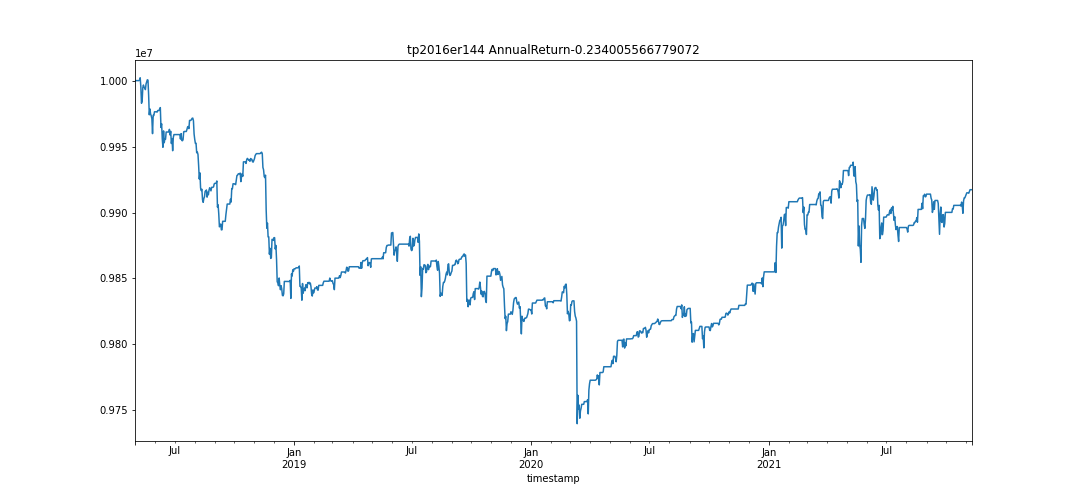 tp2016er144 AnnualReturn-0.234005566779072
1e7
1.000
0.995
0.990
0.985
0.980
0.975
Jul Jan Jul Jan Jul Jan Jul
2019 2020 2021
timestamp